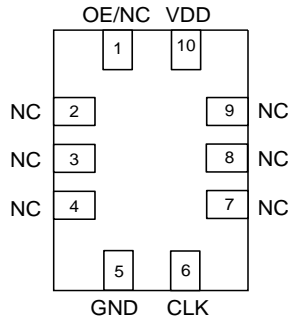 OE/NC VDD
1 10
NC 2 9 NC
NC 3 8 NC
NC 4 7 NC
5 6
GND CLK